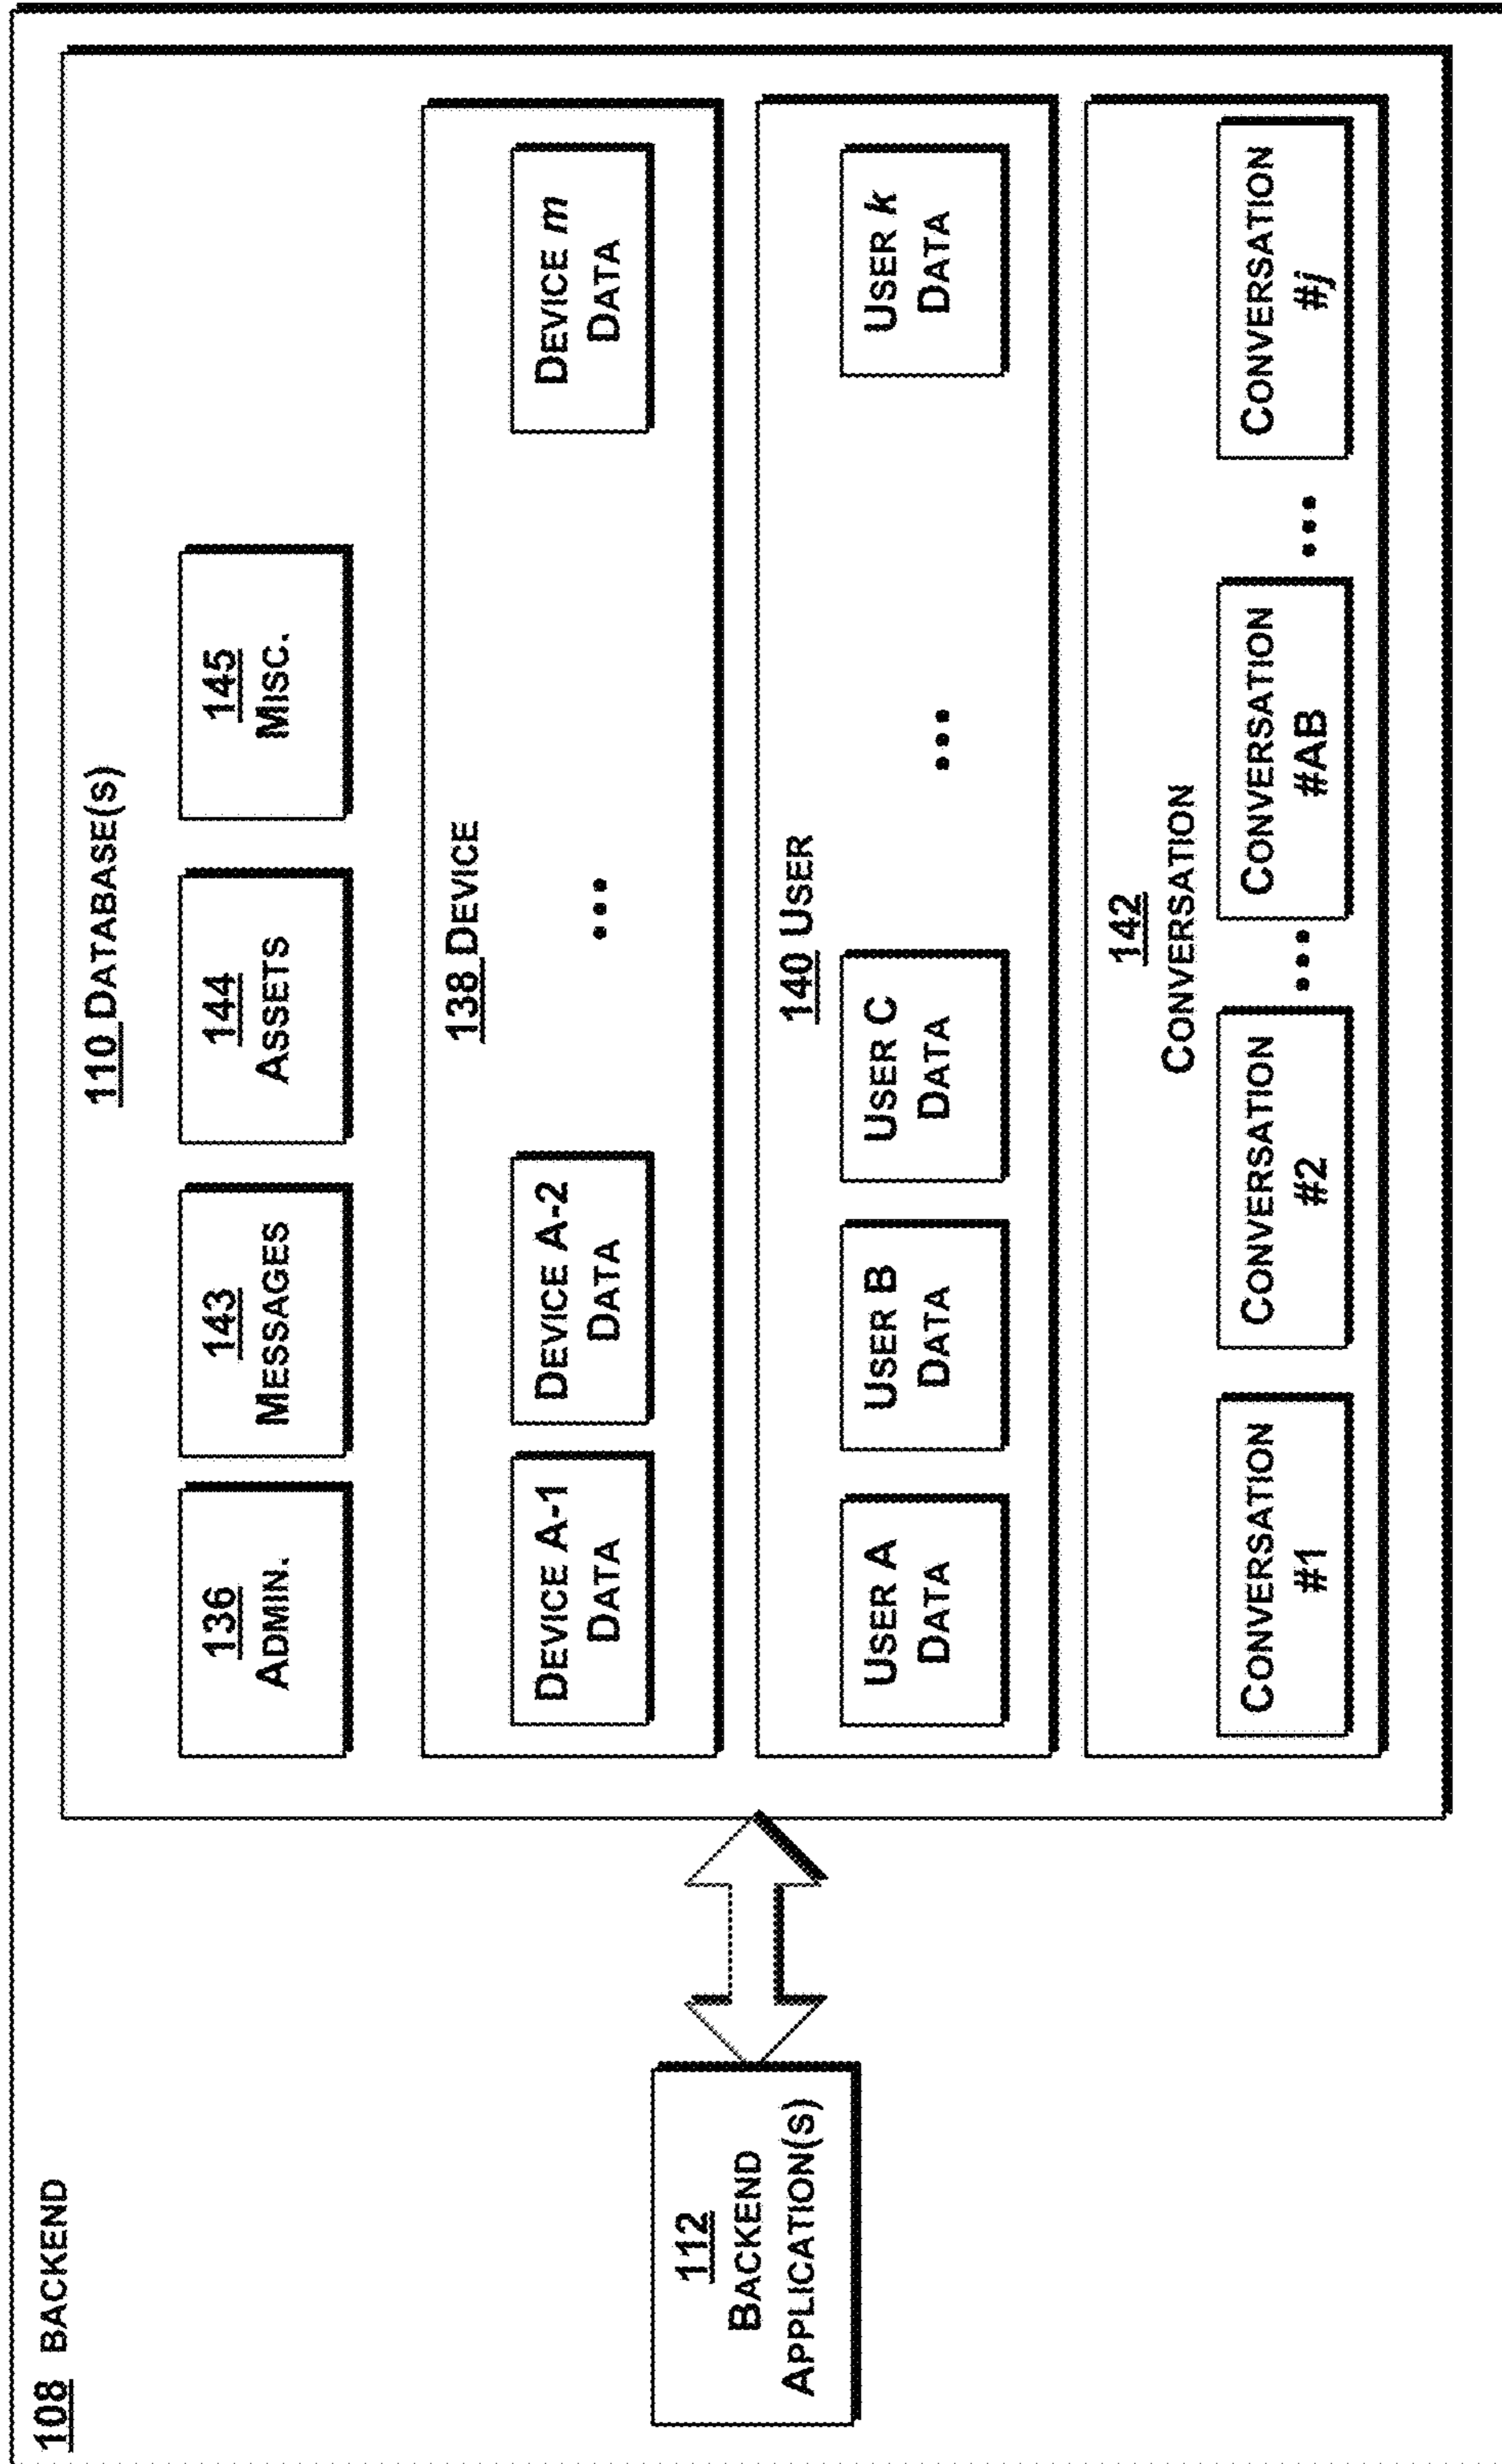 108 BACKEND
112
BACKEND
APPLICATION(S)
110 DATABASE(S)
136
ADMIN.
143
MESSAGES
144
ASSETS
145
MISC.
138 DEVICE
DEVICE A-1
DATA
DEVICE A-2
DATA
•••
DEVICE m
DATA
140 USER
USER A
DATA
USER B
DATA
USER C
DATA
•••
USER k
DATA
142
CONVERSATION
CONVERSATION
#1
CONVERSATION
#2
•••
CONVERSATION
#AB
•••
CONVERSATION
#j